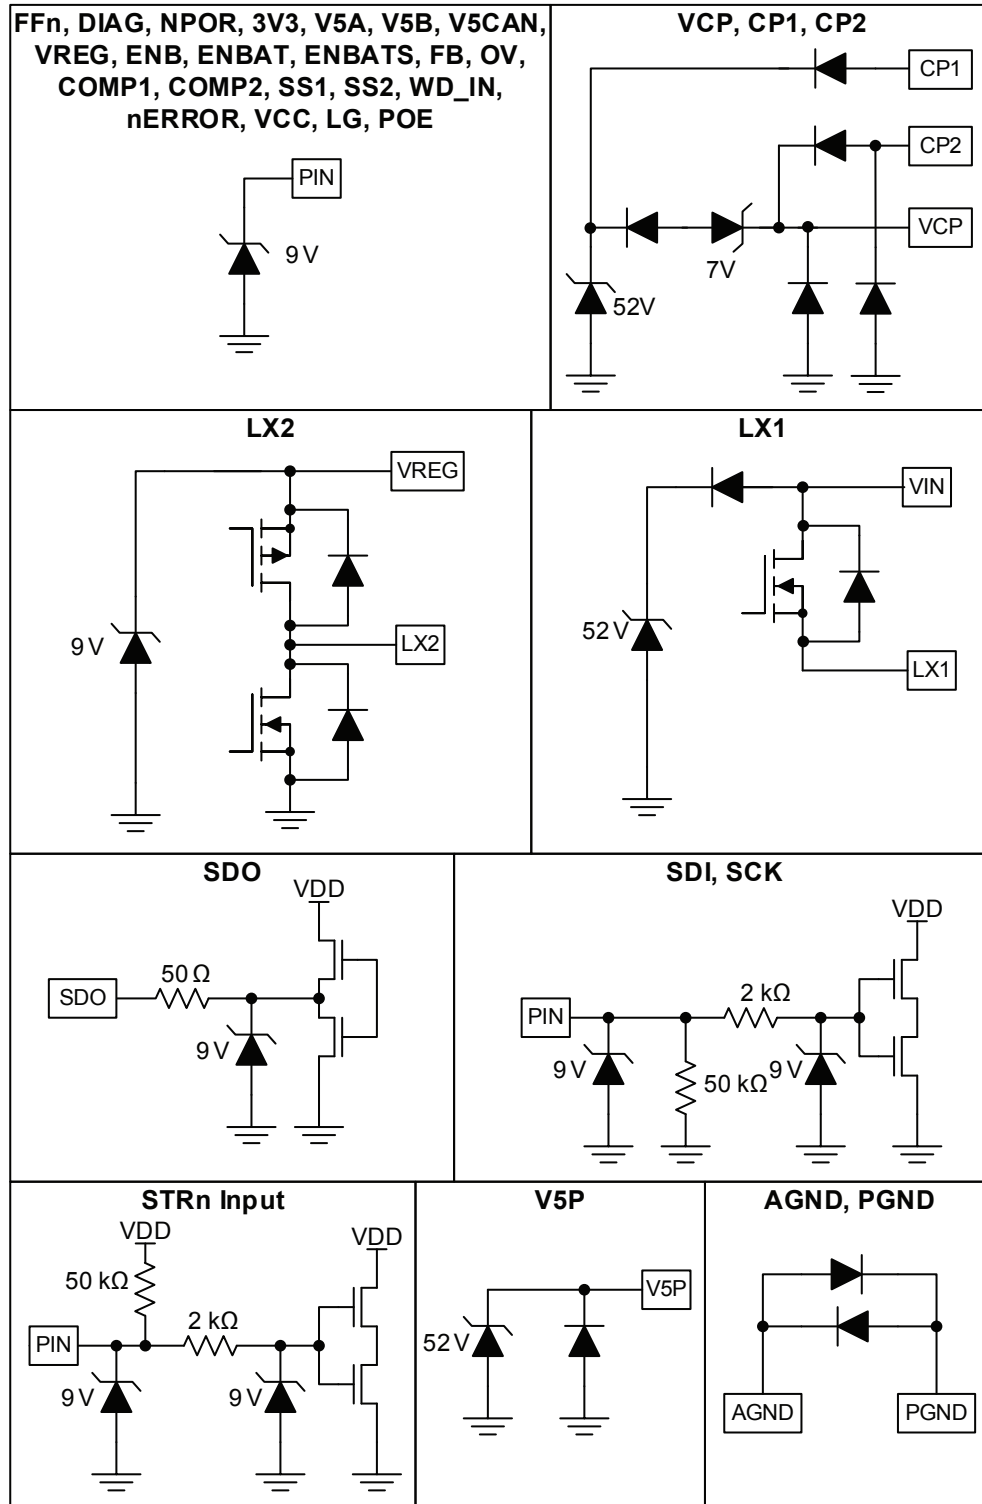 FFn, DIAG, NPOR, 3V3, V5A, V5B, V5CAN,
VREG, ENB, ENBAT, ENBATS, FB, OV,
COMP1, COMP2, SS1, SS2, WD_IN,
nERROR, VCC, LG, POE
PIN
9 V
VCP, CP1, CP2
CP1
CP2
VCP
7V
52V
LX2
VREG
9 V
LX2
LX1
VIN
52 V
LX1
SDO
VDD
50 Ω
SDO
9 V
SDI, SCK
VDD
2 kΩ
PIN
9 V
50 kΩ
9 V
STRn Input
VDD
VDD
50 kΩ
2 kΩ
PIN
9 V
9 V
V5P
V5P
52 V
AGND, PGND
AGND
PGND